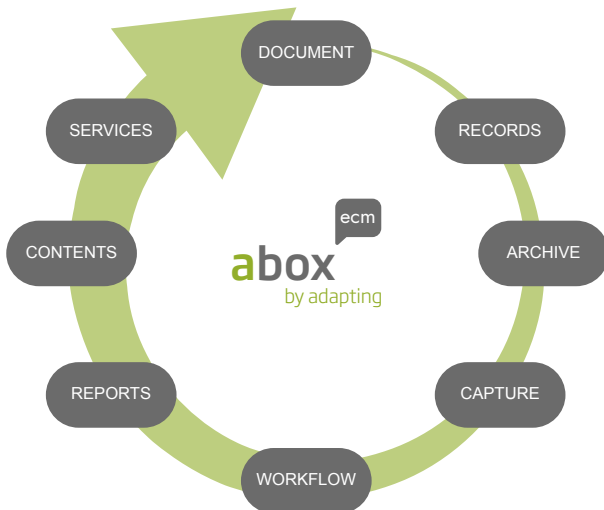 DOCUMENT
RECORDS
ARCHIVE
CAPTURE
WORKFLOW
REPORTS
CONTENTS
SERVICES
ecm
abox
by adapting